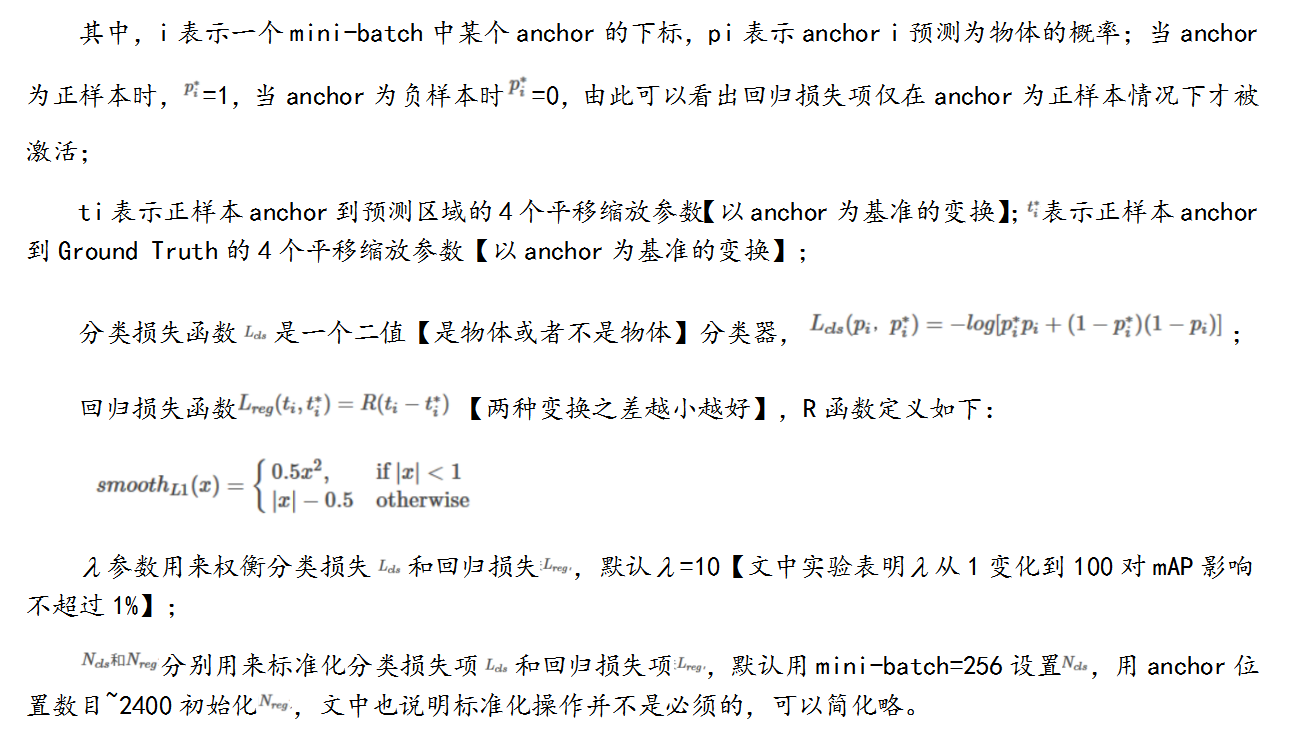 其中，i 表示一个 mini-batch 中某个 anchor 的下标，pi 表示 anchor i 预测为物体的概率；当 anchor
为正样本时，p_i^*=1，当 anchor 为负样本时 p_i^*=0，由此可以看出回归损失项仅在 anchor 为正样本情况下才被
激活；
ti 表示正样本 anchor 到预测区域的 4 个平移缩放参数【以 anchor 为基准的变换】；t_i^*表示正样本 anchor
到 Ground Truth 的 4 个平移缩放参数【以 anchor 为基准的变换】；
分类损失函数 L_{ds} 是一个二值【是物体或者不是物体】分类器，L_{ds}(p_i, p_i^*) = -log[p_i^*p_i + (1 - p_i^*)(1 - p_i)]；
回归损失函数L_{reg}(t_i, t_i^*) = R(t_i - t_i^*)【两种变换之差越小越好】，R 函数定义如下：
smooth_{L1}(x) = { 0.5x^2, if |x| < 1
|x| - 0.5 otherwise
λ参数用来权衡分类损失 L_{ds} 和回归损失:L_{reg}，，默认λ=10【文中实验表明λ从 1 变化到 100 对 mAP 影响
不超过 1%】；
N_{ds}和N_{reg}分别用来标准化分类损失项 L_{ds} 和回归损失项:L_{reg}，，默认用 mini-batch=256 设置N_{ds}，用 anchor 位
置数目~2400 初始化N_{reg}.，文中也说明标准化操作并不是必须的，可以简化略。